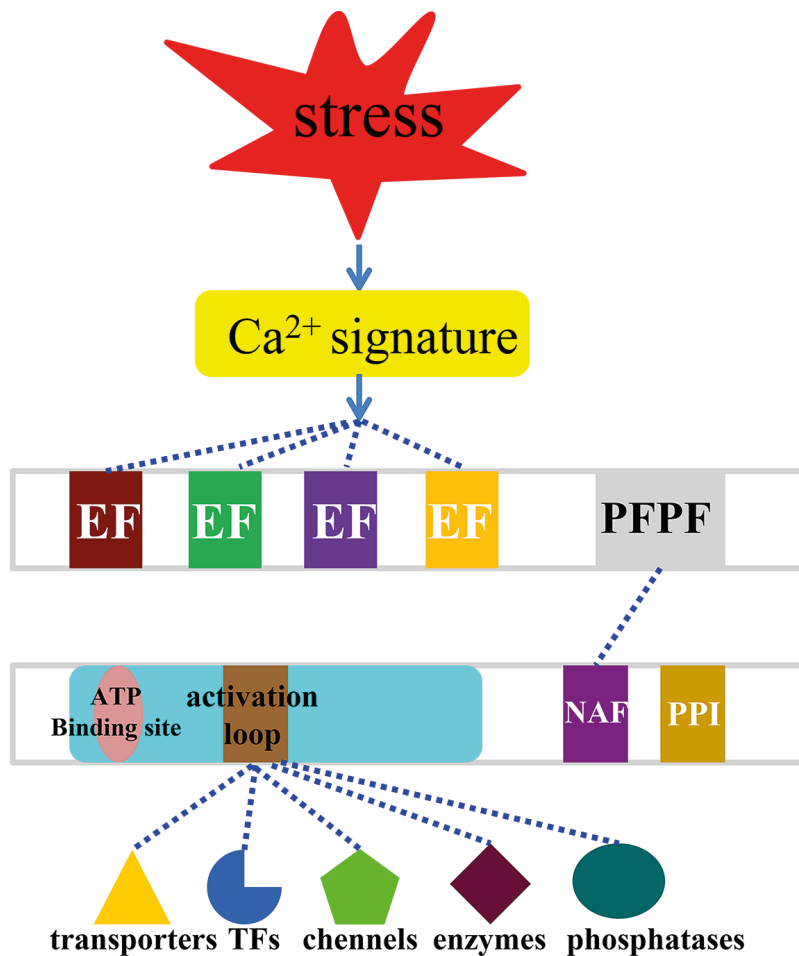 stress
Ca²⁺ signature
EF EF EF EF PFPF
ATP
Binding site
activation
loop
NAF PPI
transporters TFs chennels enzymes phosphatases